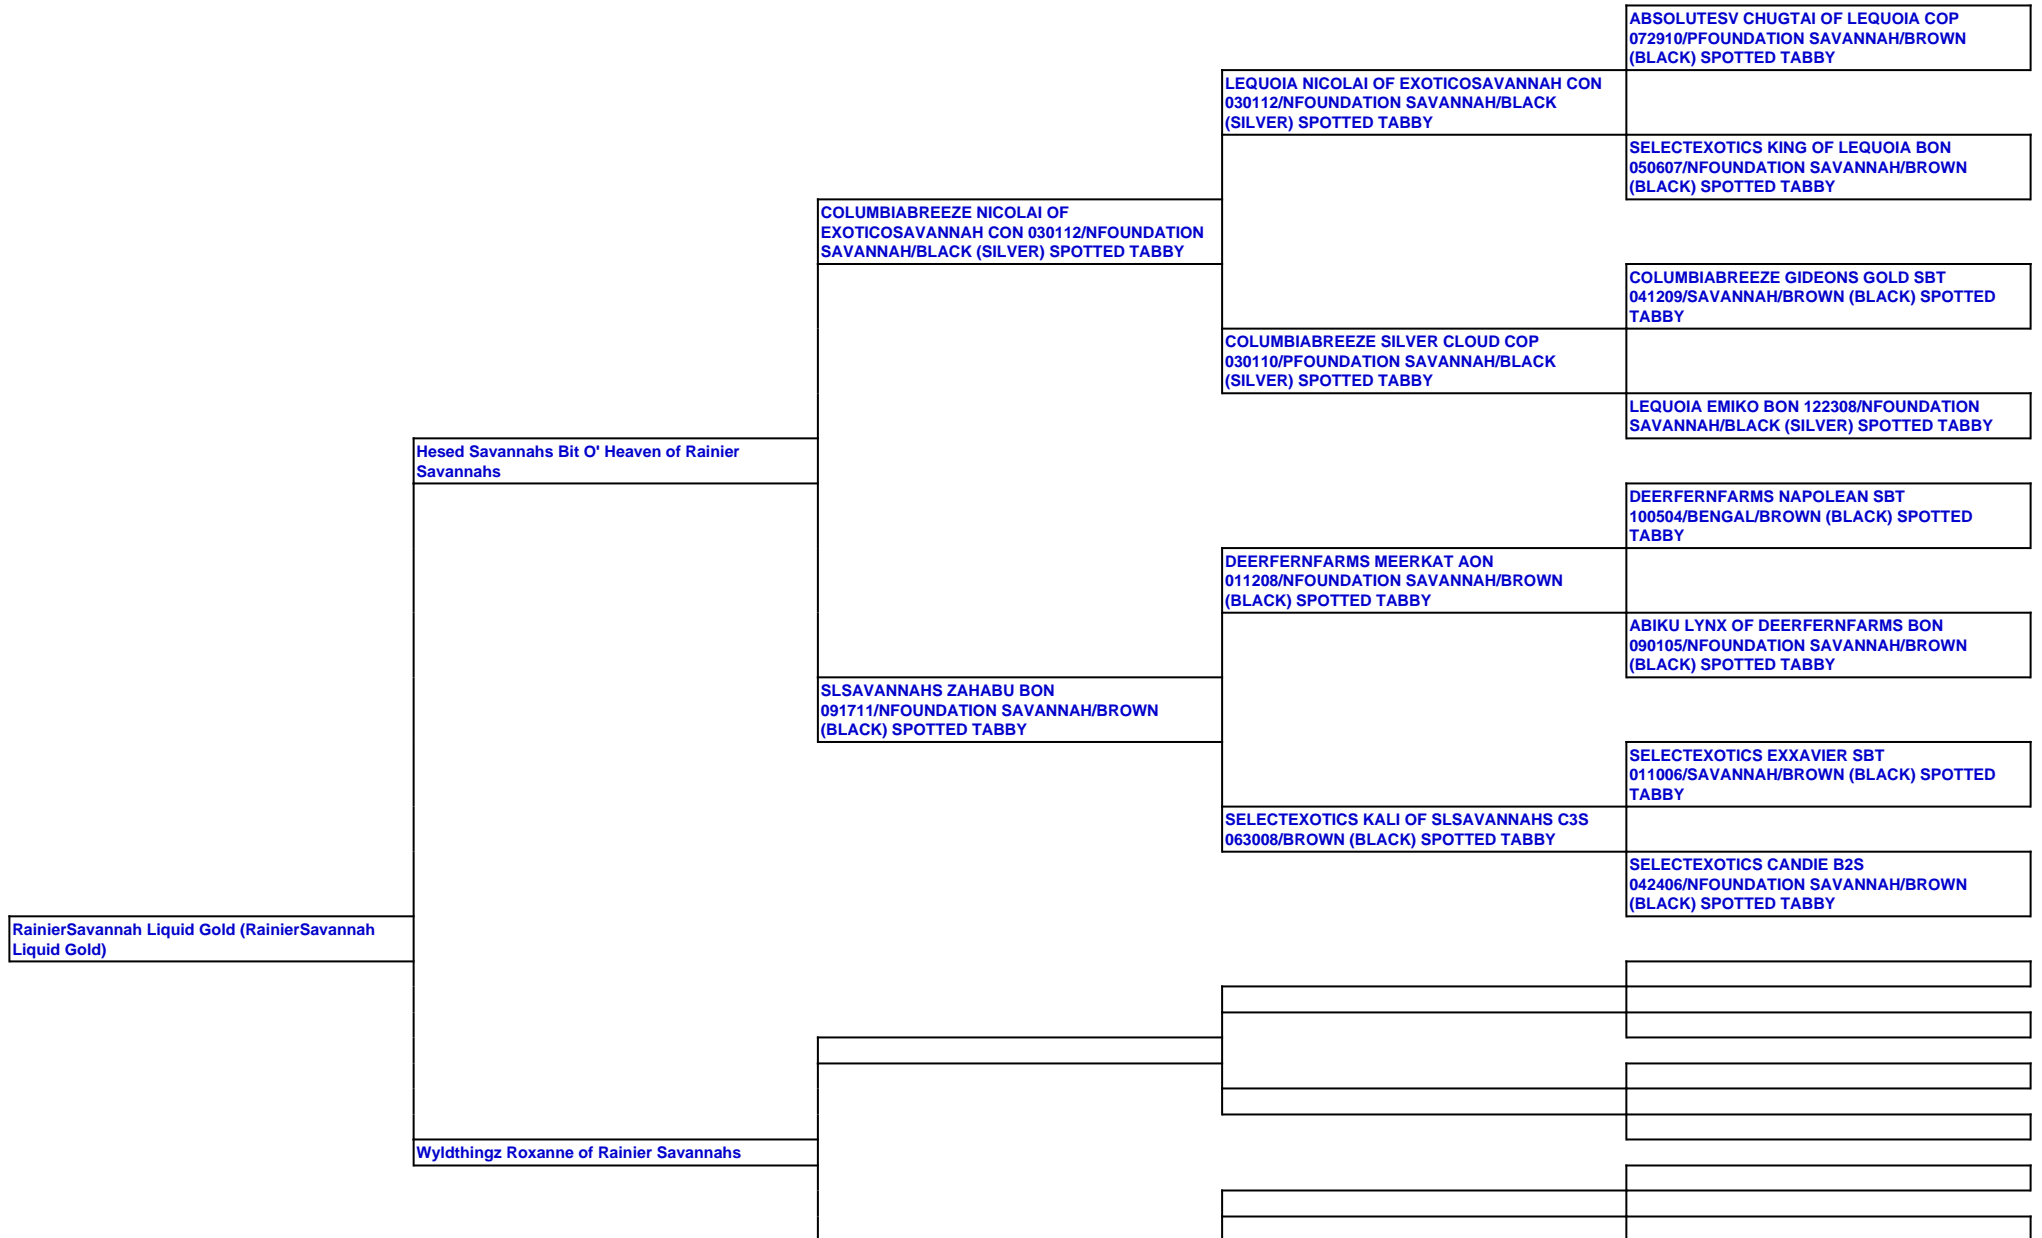 ABSOLUTESV CHUGTAI OF LEQUOIA COP
072910/PFOUNDATION SAVANNAH/BROWN
(BLACK) SPOTTED TABBY
LEQUOIA NICOLAI OF EXOTICOSAVANNAH CON
030112/NFOUNDATION SAVANNAH/BLACK
(SILVER) SPOTTED TABBY
SELECTEXOTICS KING OF LEQUOIA BON
050607/NFOUNDATION SAVANNAH/BROWN
(BLACK) SPOTTED TABBY
COLUMBIABREEZE NICOLAI OF
EXOTICOSAVANNAH CON 030112/NFOUNDATION
SAVANNAH/BLACK (SILVER) SPOTTED TABBY
COLUMBIABREEZE GIDEONS GOLD SBT
041209/SAVANNAH/BROWN (BLACK) SPOTTED
TABBY
COLUMBIABREEZE SILVER CLOUD COP
030110/PFOUNDATION SAVANNAH/BLACK
(SILVER) SPOTTED TABBY
LEQUOIA EMIKO BON 122308/NFOUNDATION
SAVANNAH/BLACK (SILVER) SPOTTED TABBY
Hesed Savannahs Bit O' Heaven of Rainier
Savannahs
DEERFERNFARMS NAPOLEAN SBT
100504/BENGAL/BROWN (BLACK) SPOTTED
TABBY
DEERFERNFARMS MEERKAT AON
011208/NFOUNDATION SAVANNAH/BROWN
(BLACK) SPOTTED TABBY
ABIKU LYNX OF DEERFERNFARMS BON
090105/NFOUNDATION SAVANNAH/BROWN
(BLACK) SPOTTED TABBY
SLSAVANNAHS ZAHABU BON
091711/NFOUNDATION SAVANNAH/BROWN
(BLACK) SPOTTED TABBY
SELECTEXOTICS EXXAVIER SBT
011006/SAVANNAH/BROWN (BLACK) SPOTTED
TABBY
SELECTEXOTICS KALI OF SLSAVANNAHS C3S
063008/BROWN (BLACK) SPOTTED TABBY
SELECTEXOTICS CANDIE B2S
042406/NFOUNDATION SAVANNAH/BROWN
(BLACK) SPOTTED TABBY
RainierSavannah Liquid Gold (RainierSavannah
Liquid Gold)
Wyldthingz Roxanne of Rainier Savannahs